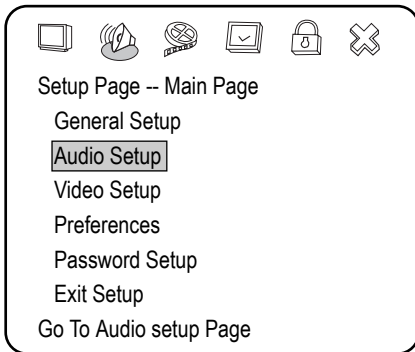 Setup Page -- Main Page
General Setup
Audio Setup
Video Setup
Preferences
Password Setup
Exit Setup
Go To Audio setup Page